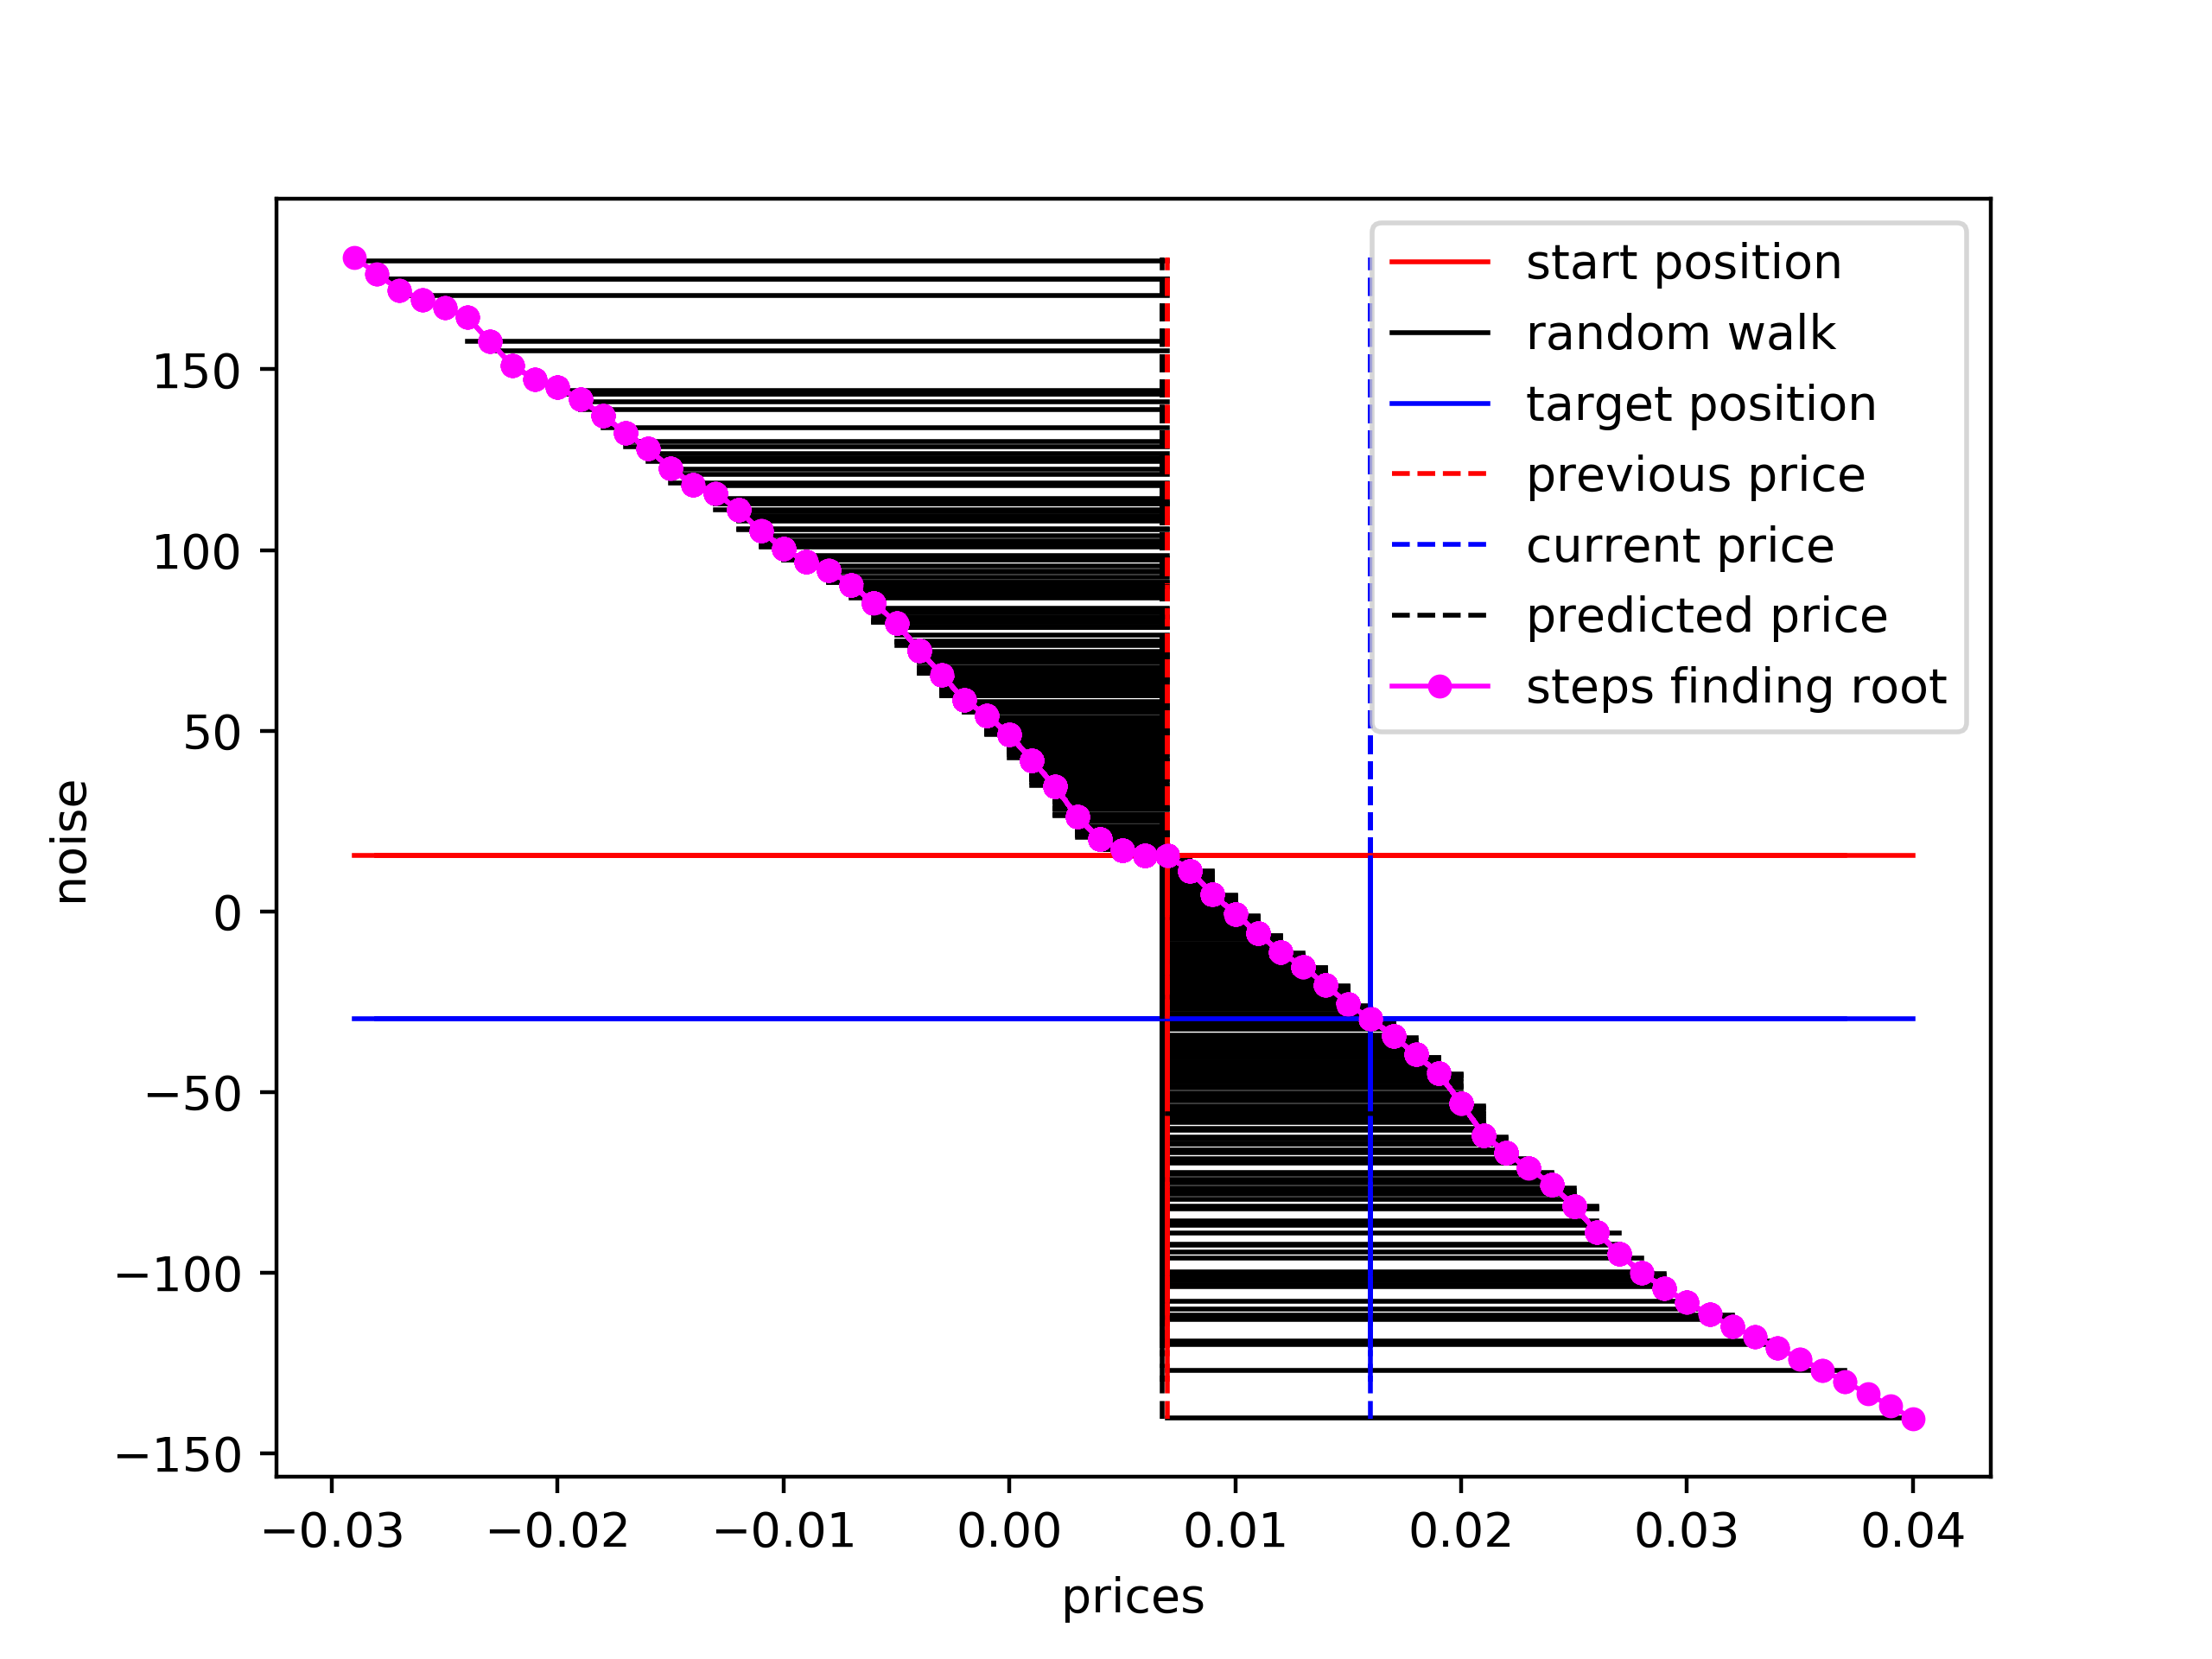 start position
random walk
target position
previous price
current price
predicted price
steps finding root
150
100
50
0
−50
−100
−150
noise
−0.03 −0.02 −0.01 0.00 0.01 0.02 0.03 0.04
prices